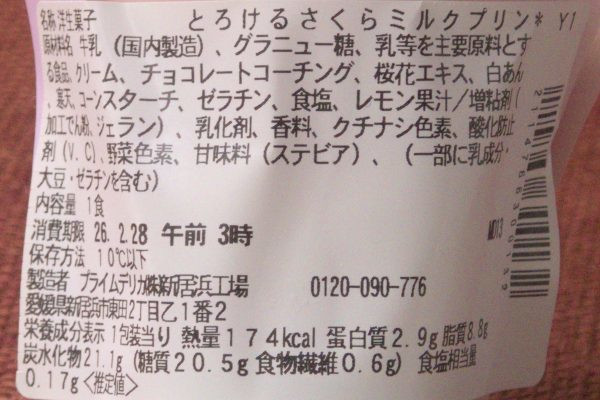 名称 洋生菓子 とろけるさくらミルクプリン* Y1
原材料名 牛乳(国内製造)、グラニュー糖、乳等を主要原料とす
る食品、クリーム、チョコレートコーチング、桜花エキス、白あん
、寒天、コーンスターチ、ゼラチン、食塩、レモン果汁/増粘剤(
加工でん粉、ジェラン)、乳化剤、香料、クチナシ色素、酸化防止
剤(V.C)、野菜色素、甘味料(ステビア)、(一部に乳成分・
大豆・ゼラチンを含む)
内容量 1食
消費期限 26.2.28 午前 3時
保存方法 10℃以下
製造者 プライムデリカ㈱新居浜工場 0120-090-776
愛媛県新居浜市東田2丁目乙1番2
栄養成分表示 1包装当り 熱量174kcal 蛋白質2.9g 脂質8.8g
炭水化物21.1g (糖質20.5g 食物繊維0.6g) 食塩相当量
0.17g<推定値>